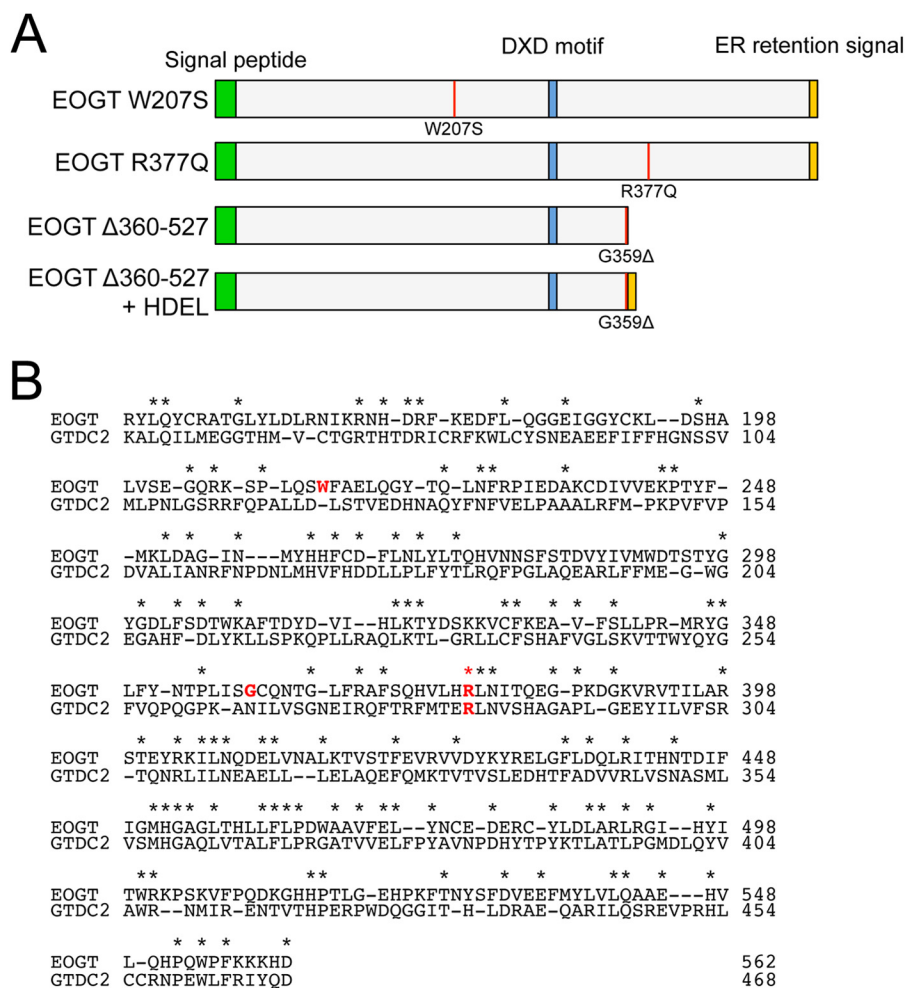 A
Signal peptide
DXD motif
ER retention signal
EOGT W207S
W207S
EOGT R377Q
R377Q
EOGT Δ360-527
G359Δ
EOGT Δ360-527
+ HDEL
G359Δ
B
** * * * ** * * *
EOGT RYLQYCRATGLYLDLRNIKRNH-DRF-KEDFL-QGGEIGGYCKL--DSHA 198
GTDC2 KALQILMEGGTHM-V-CTGRTHTDRICRFKWLCYSNEAEEFIFFHGNSSV 104
* * * * ** * **
EOGT LVSE-GQRK-SP-LQSWFAELQGY-TQ-LNFRPIEDAKCDIVVEKPTYF- 248
GTDC2 MLPNLGSRRFQPALLD-LSTVEDHNAQYFNFVELPAAALRFM-PKPVFVP 154
* * * * * * * * * *
EOGT -MKLDAG-IN---MYHHFCD-FLNLYLTQHVNNSFSTDVYIVMWDTSTYG 298
GTDC2 DVALIANRFNPDNLMHVFHDDLLPLFYTLRQFPGLAQEARLFFME-G-WG 204
* * * * *** ** * * * **
EOGT YGDLFSDTWKAFTDYD-VI--HLKTYDSKKVCFKEA-V-FSLLPR-MRYG 348
GTDC2 EGAHF-DLYKLLSPKQPLLRAQLKTL-GRLLCFSHAFVGLSKVTTWYQYG 254
* * * * *** * * * *
EOGT LFY-NTPLISGCQNTG-LFRAFSQHVLHRLNITQEG-PKDGKVRVTILAR 398
GTDC2 FVQPQGPK-ANILVSGNEIRQFTRFMTERLNVSHAGAPL-GEEYILVFSR 304
* * *** ** * * * * * * *
EOGT STEYRKILNQDELVNALKTVSTFEVRVVDYKYRELGFLDQLRITHNTDIF 448
GTDC2 -TQNRLILNEAELL--LELAQEFQMKTVTVSLEDHTFADVVRLVSNASML 354
**** * **** * * ** * * * ** * * *
EOGT IGMHGAGLTHLLFLPDWAAVFEL--YNCE-DERC-YLDLARLRGI--HYI 498
GTDC2 VSMHGAQLVTALFLPRGATVVELFPYAVNPDHYTPYKTLATLPGMDLQYV 404
** ** * * * ** * *
EOGT TWRKPSKVFPQDKGHHPTLG-EHPKFTNYSFDVEEFMYLVLQAAE---HV 548
GTDC2 AWR--NMIR-ENTVTHPERPWDQGGIT-H-LDRAE-QARILQSREVPRHL 454
* * * *
EOGT L-QHPQWPFKKKHD 562
GTDC2 CCRNPEWLFRIYQD 468